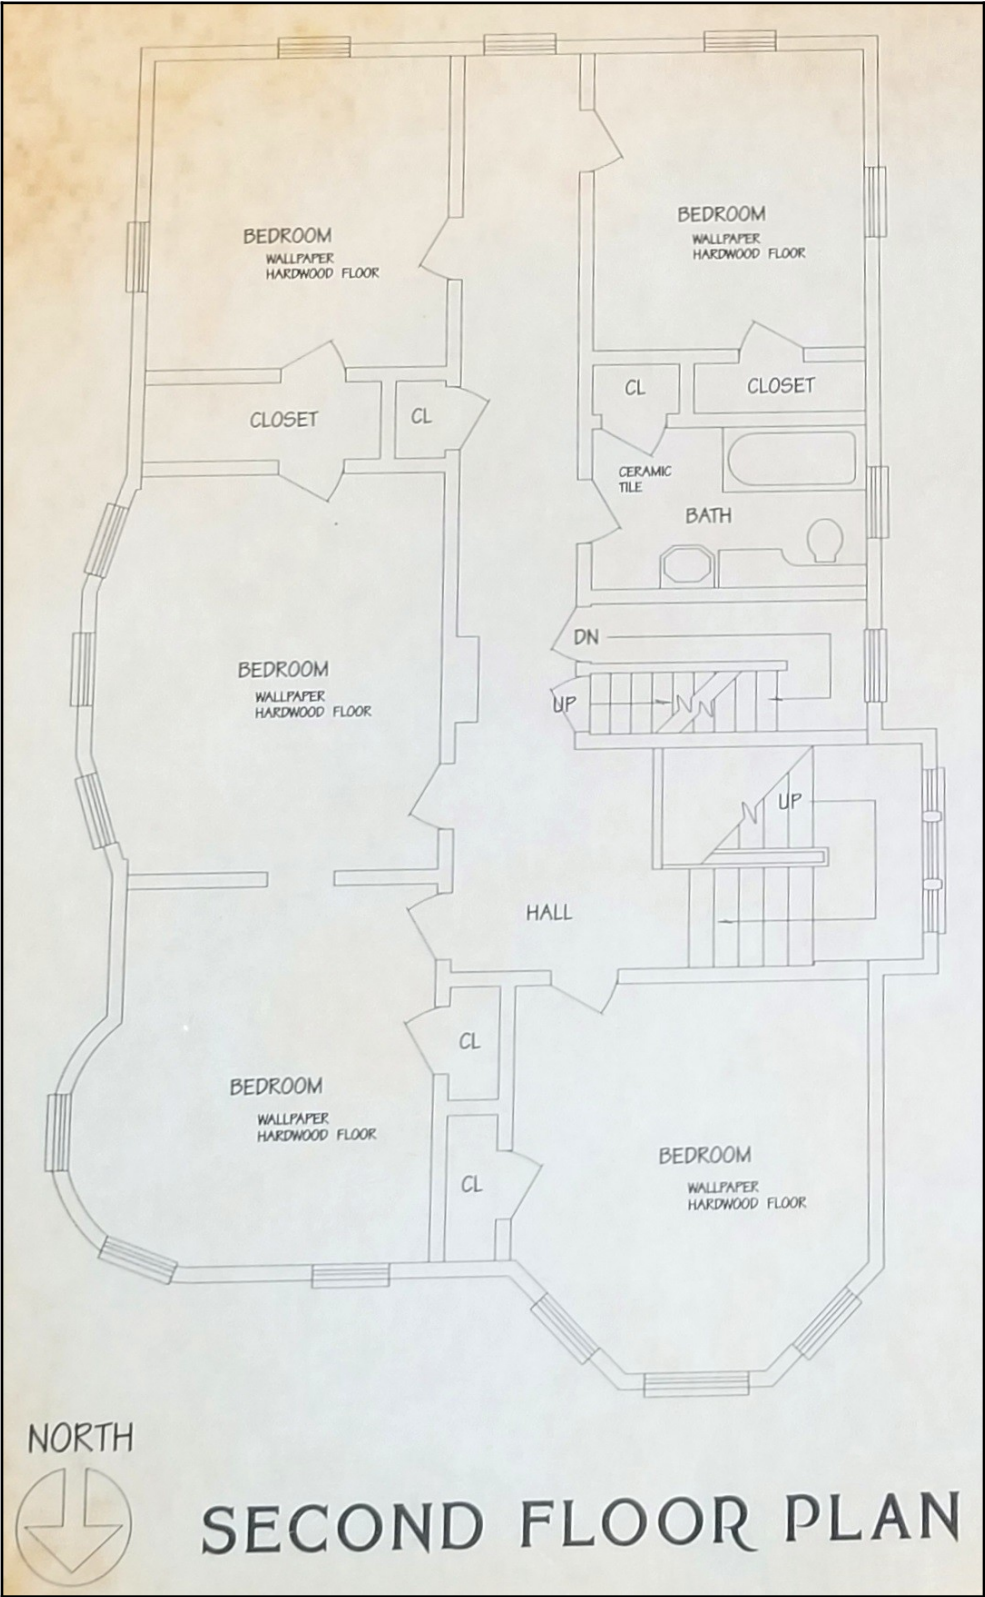 BEDROOM
WALLPAPER
HARDWOOD FLOOR
BEDROOM
WALLPAPER
HARDWOOD FLOOR
CLOSET
CL
CL
CLOSET
CERAMIC
TILE
BATH
DN
UP
BEDROOM
WALLPAPER
HARDWOOD FLOOR
UP
HALL
CL
BEDROOM
WALLPAPER
HARDWOOD FLOOR
CL
BEDROOM
WALLPAPER
HARDWOOD FLOOR
NORTH
SECOND FLOOR PLAN